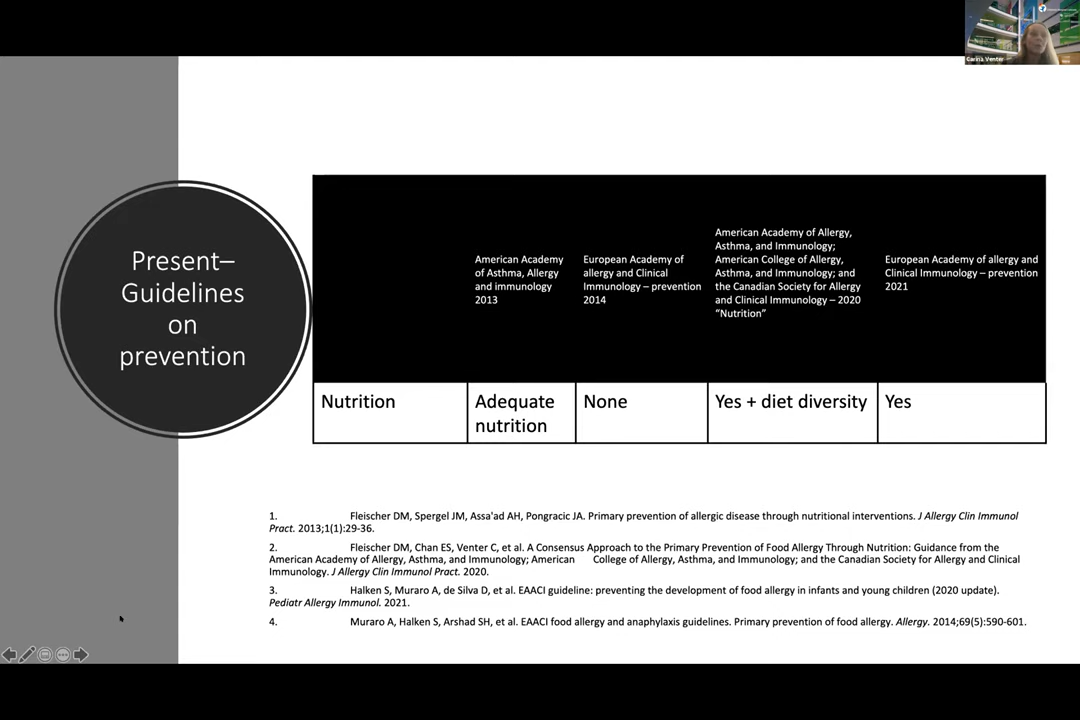 Carina Venter
Present–
Guidelines
on
prevention
American Academy
of Asthma, Allergy
and immunology
2013
European Academy of
allergy and Clinical
Immunology – prevention
2014
American Academy of Allergy,
Asthma, and Immunology;
American College of Allergy,
Asthma, and Immunology; and
the Canadian Society for Allergy
and Clinical Immunology – 2020
“Nutrition”
European Academy of allergy and
Clinical Immunology – prevention
2021
Nutrition
Adequate
nutrition
None
Yes + diet diversity
Yes
1. Fleischer DM, Spergel JM, Assa'ad AH, Pongracic JA. Primary prevention of allergic disease through nutritional interventions. J Allergy Clin Immunol
Pract. 2013;1(1):29-36.
2. Fleischer DM, Chan ES, Venter C, et al. A Consensus Approach to the Primary Prevention of Food Allergy Through Nutrition: Guidance from the
American Academy of Allergy, Asthma, and Immunology; American College of Allergy, Asthma, and Immunology; and the Canadian Society for Allergy and Clinical
Immunology. J Allergy Clin Immunol Pract. 2020.
3. Halken S, Muraro A, de Silva D, et al. EAACI guideline: preventing the development of food allergy in infants and young children (2020 update).
Pediatr Allergy Immunol. 2021.
4. Muraro A, Halken S, Arshad SH, et al. EAACI food allergy and anaphylaxis guidelines. Primary prevention of food allergy. Allergy. 2014;69(5):590-601.